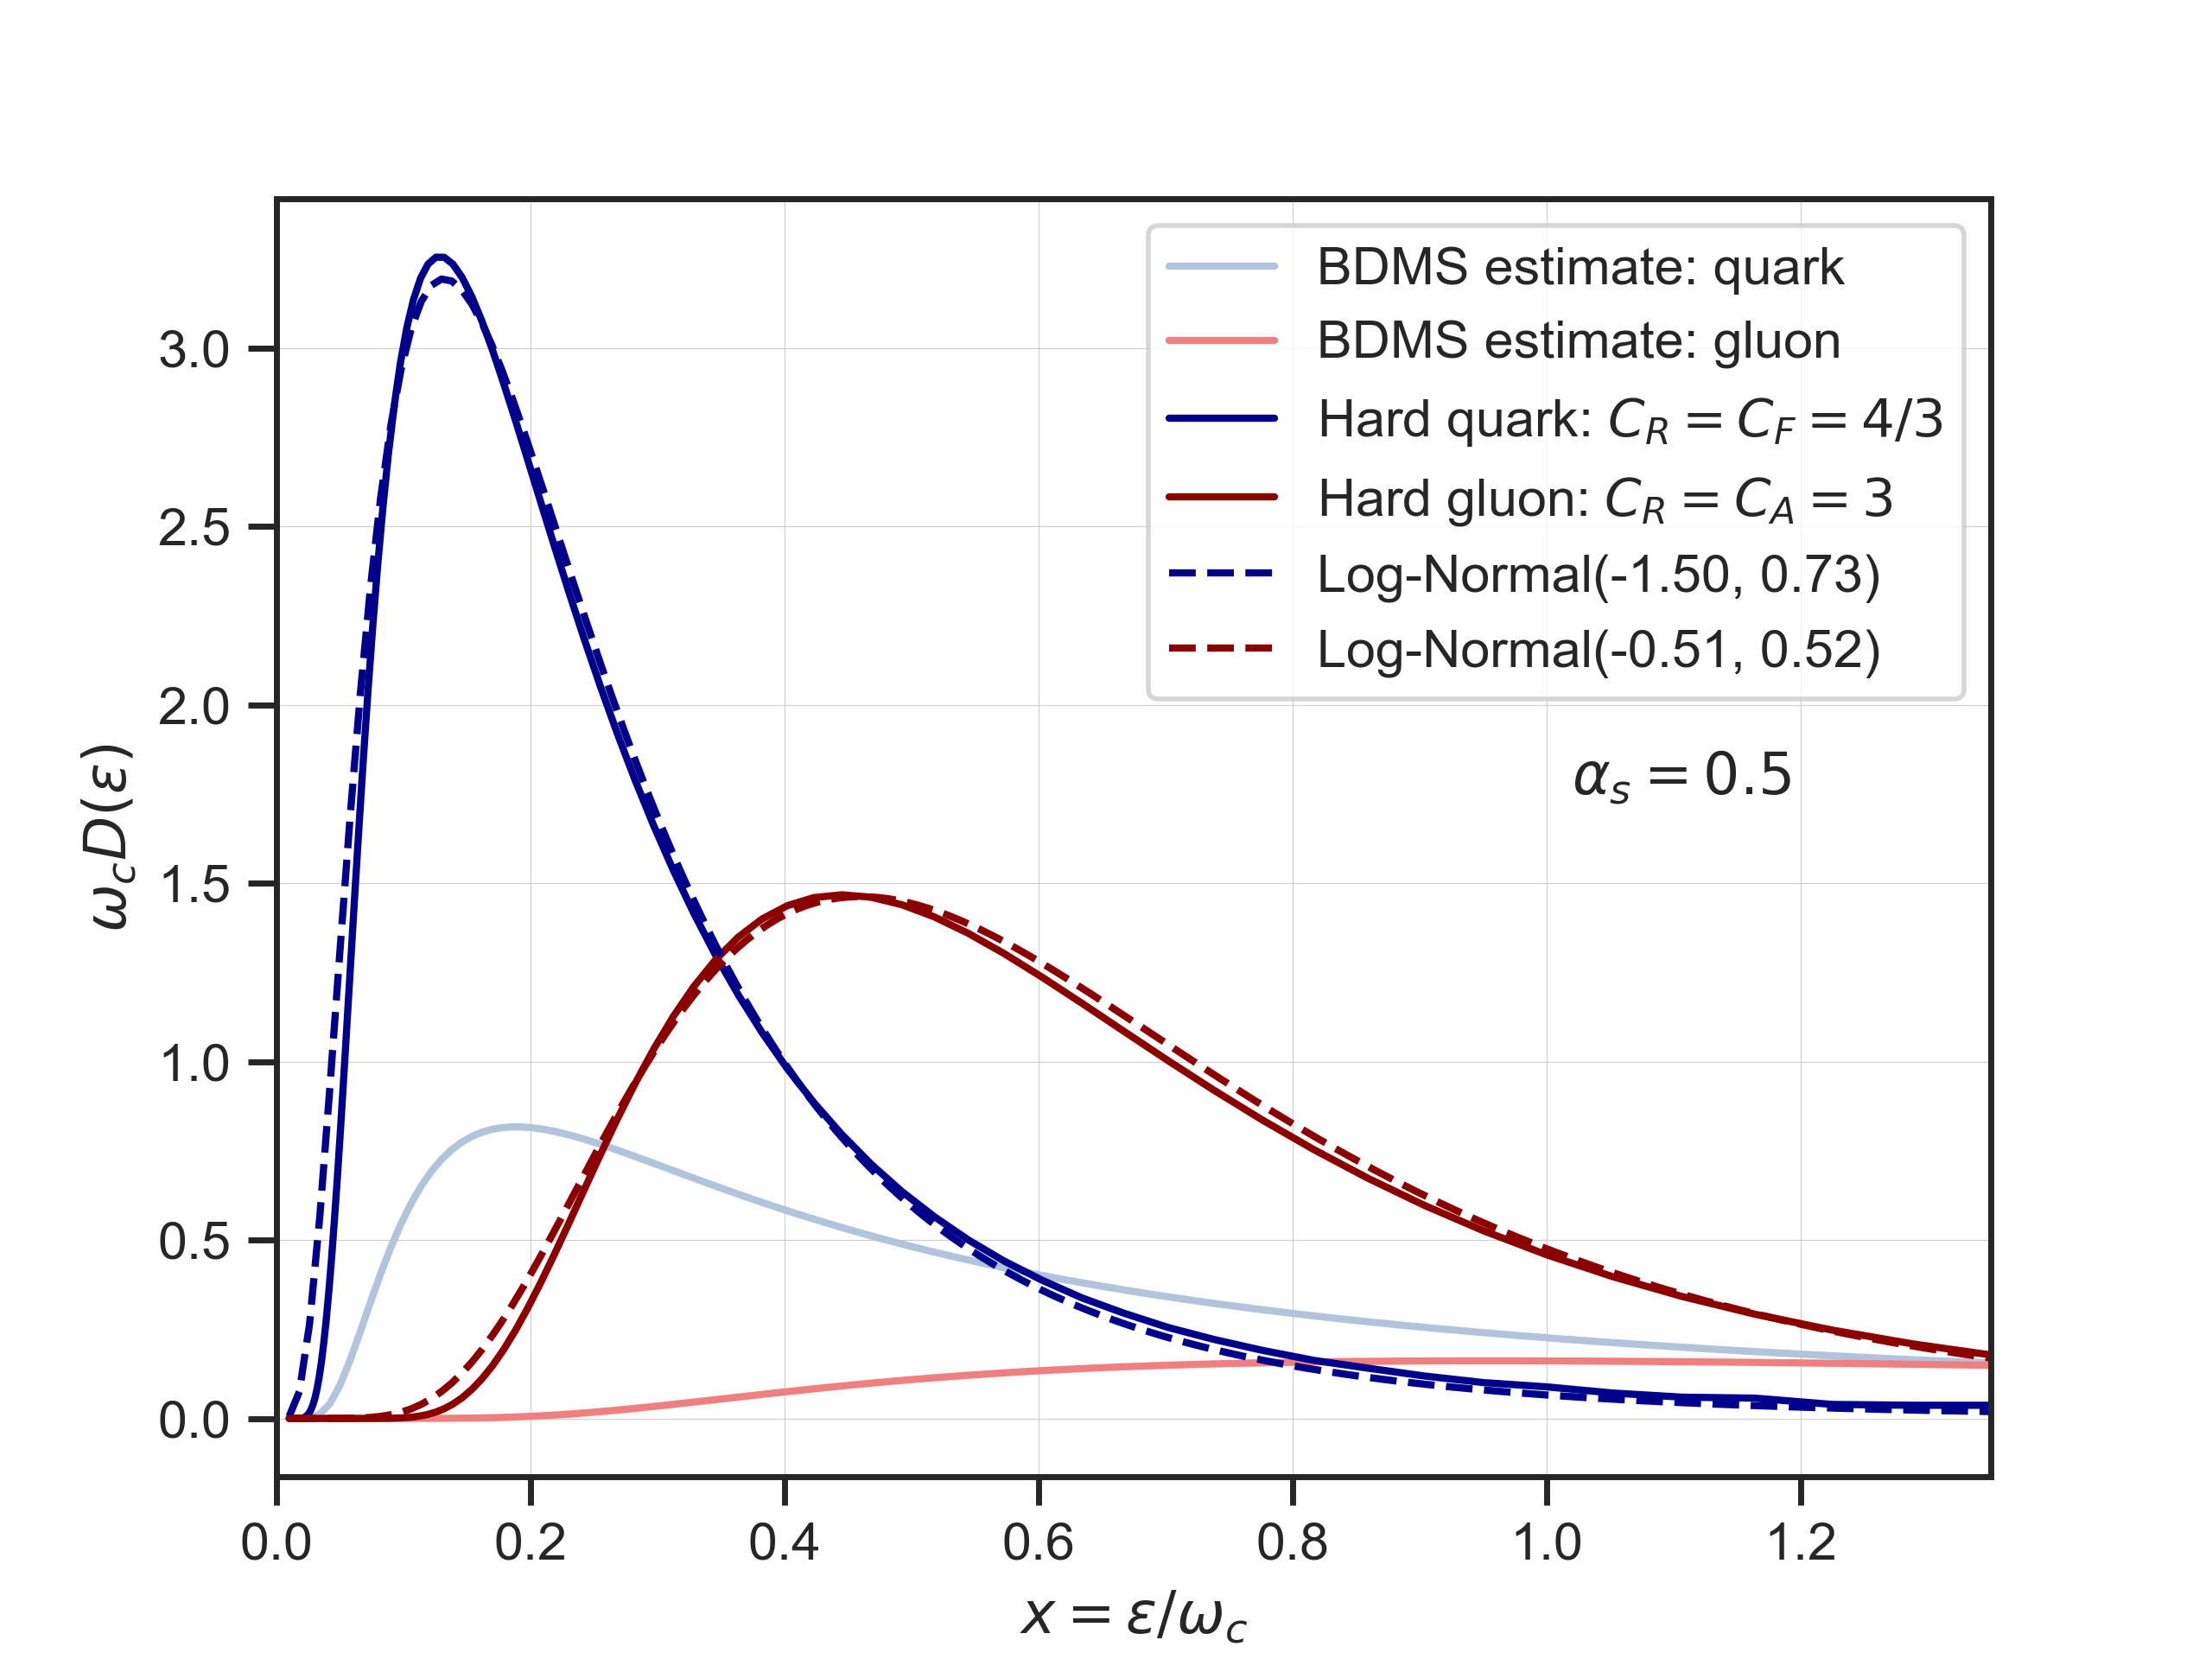 BDMS estimate: quark
BDMS estimate: gluon
Hard quark: C_R = C_F = 4/3
Hard gluon: C_R = C_A = 3
Log-Normal(-1.50, 0.73)
Log-Normal(-0.51, 0.52)
α_s = 0.5
ω_c D(ε)
3.0
2.5
2.0
1.5
1.0
0.5
0.0
0.0 0.2 0.4 0.6 0.8 1.0 1.2
x = ε/ω_c